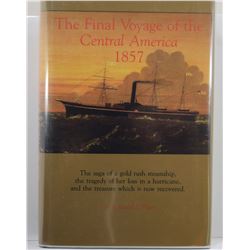 The Final Voyage of the
Central America
1857
The saga of a gold rush steamship,
the tragedy of her loss in a hurricane,
and the treasure which is now recovered.